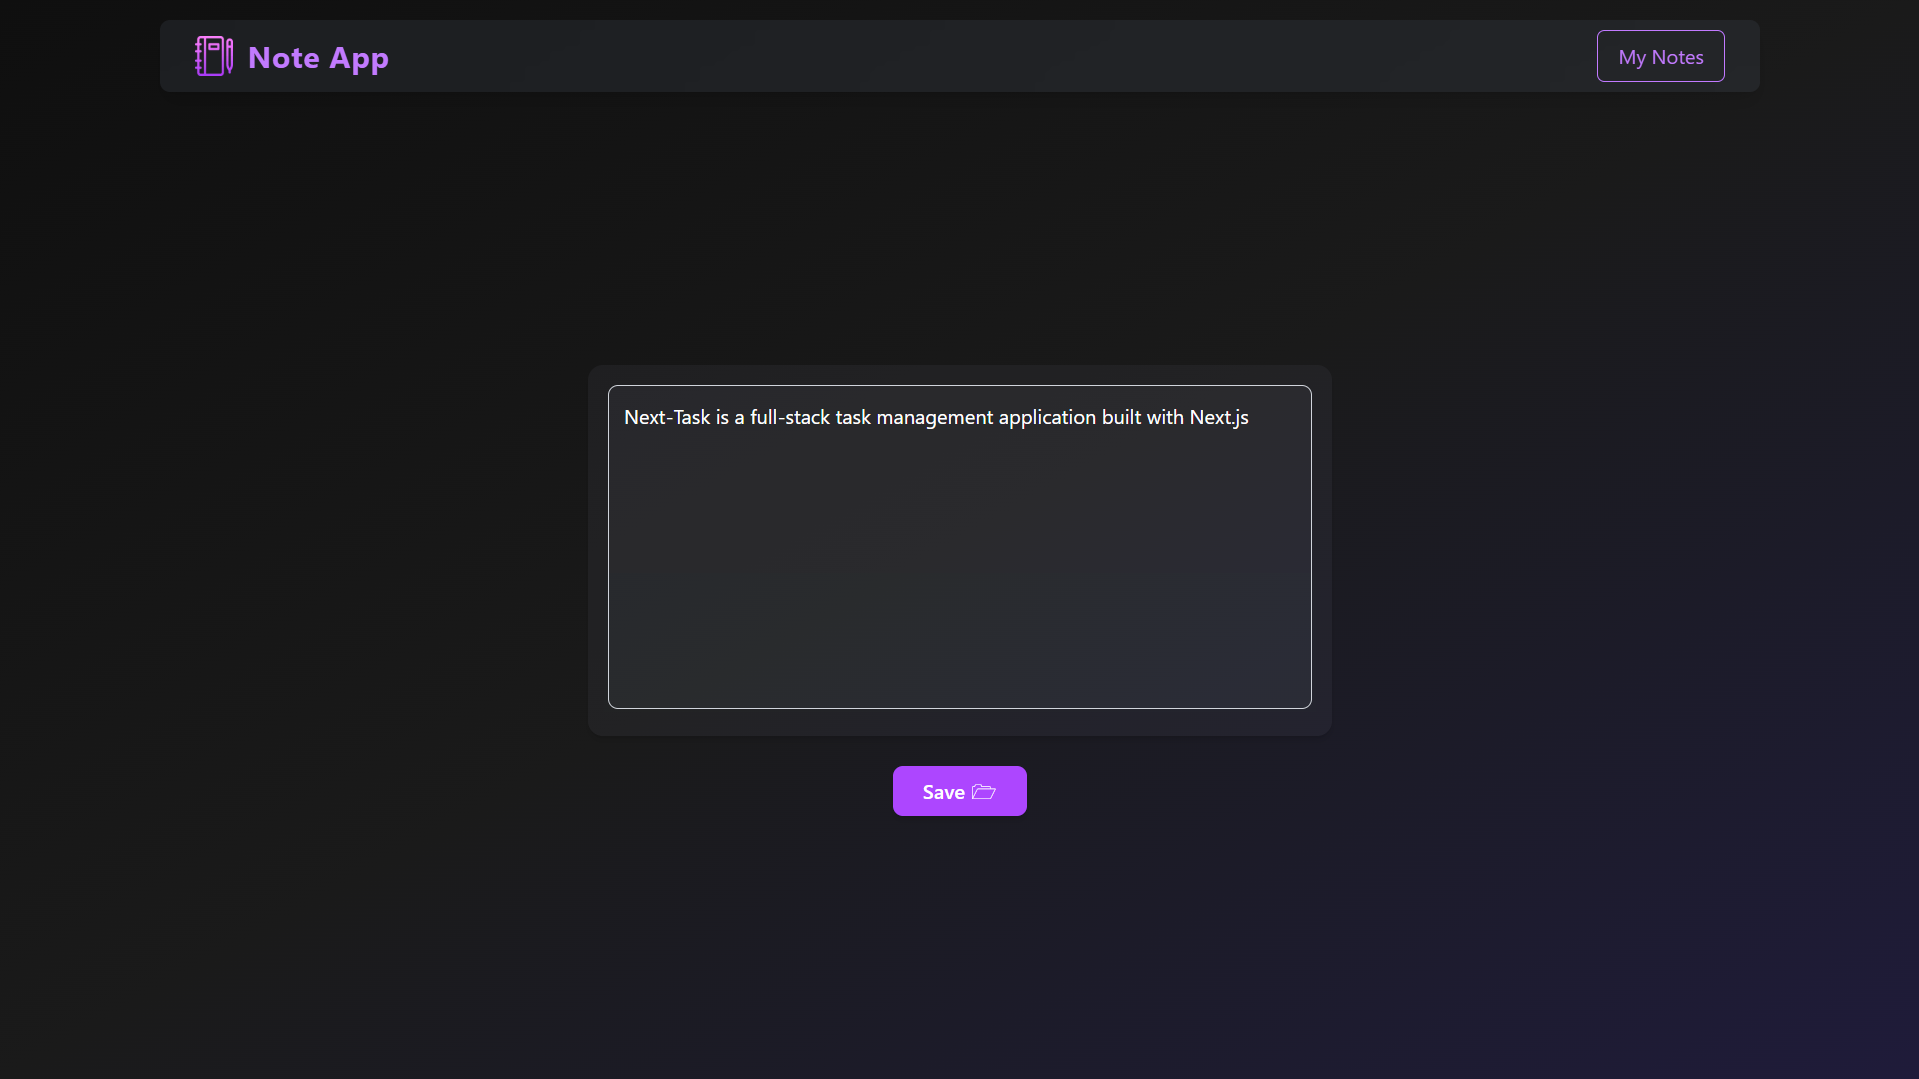 Note App
My Notes
Next-Task is a full-stack task management application built with Next.js
Save